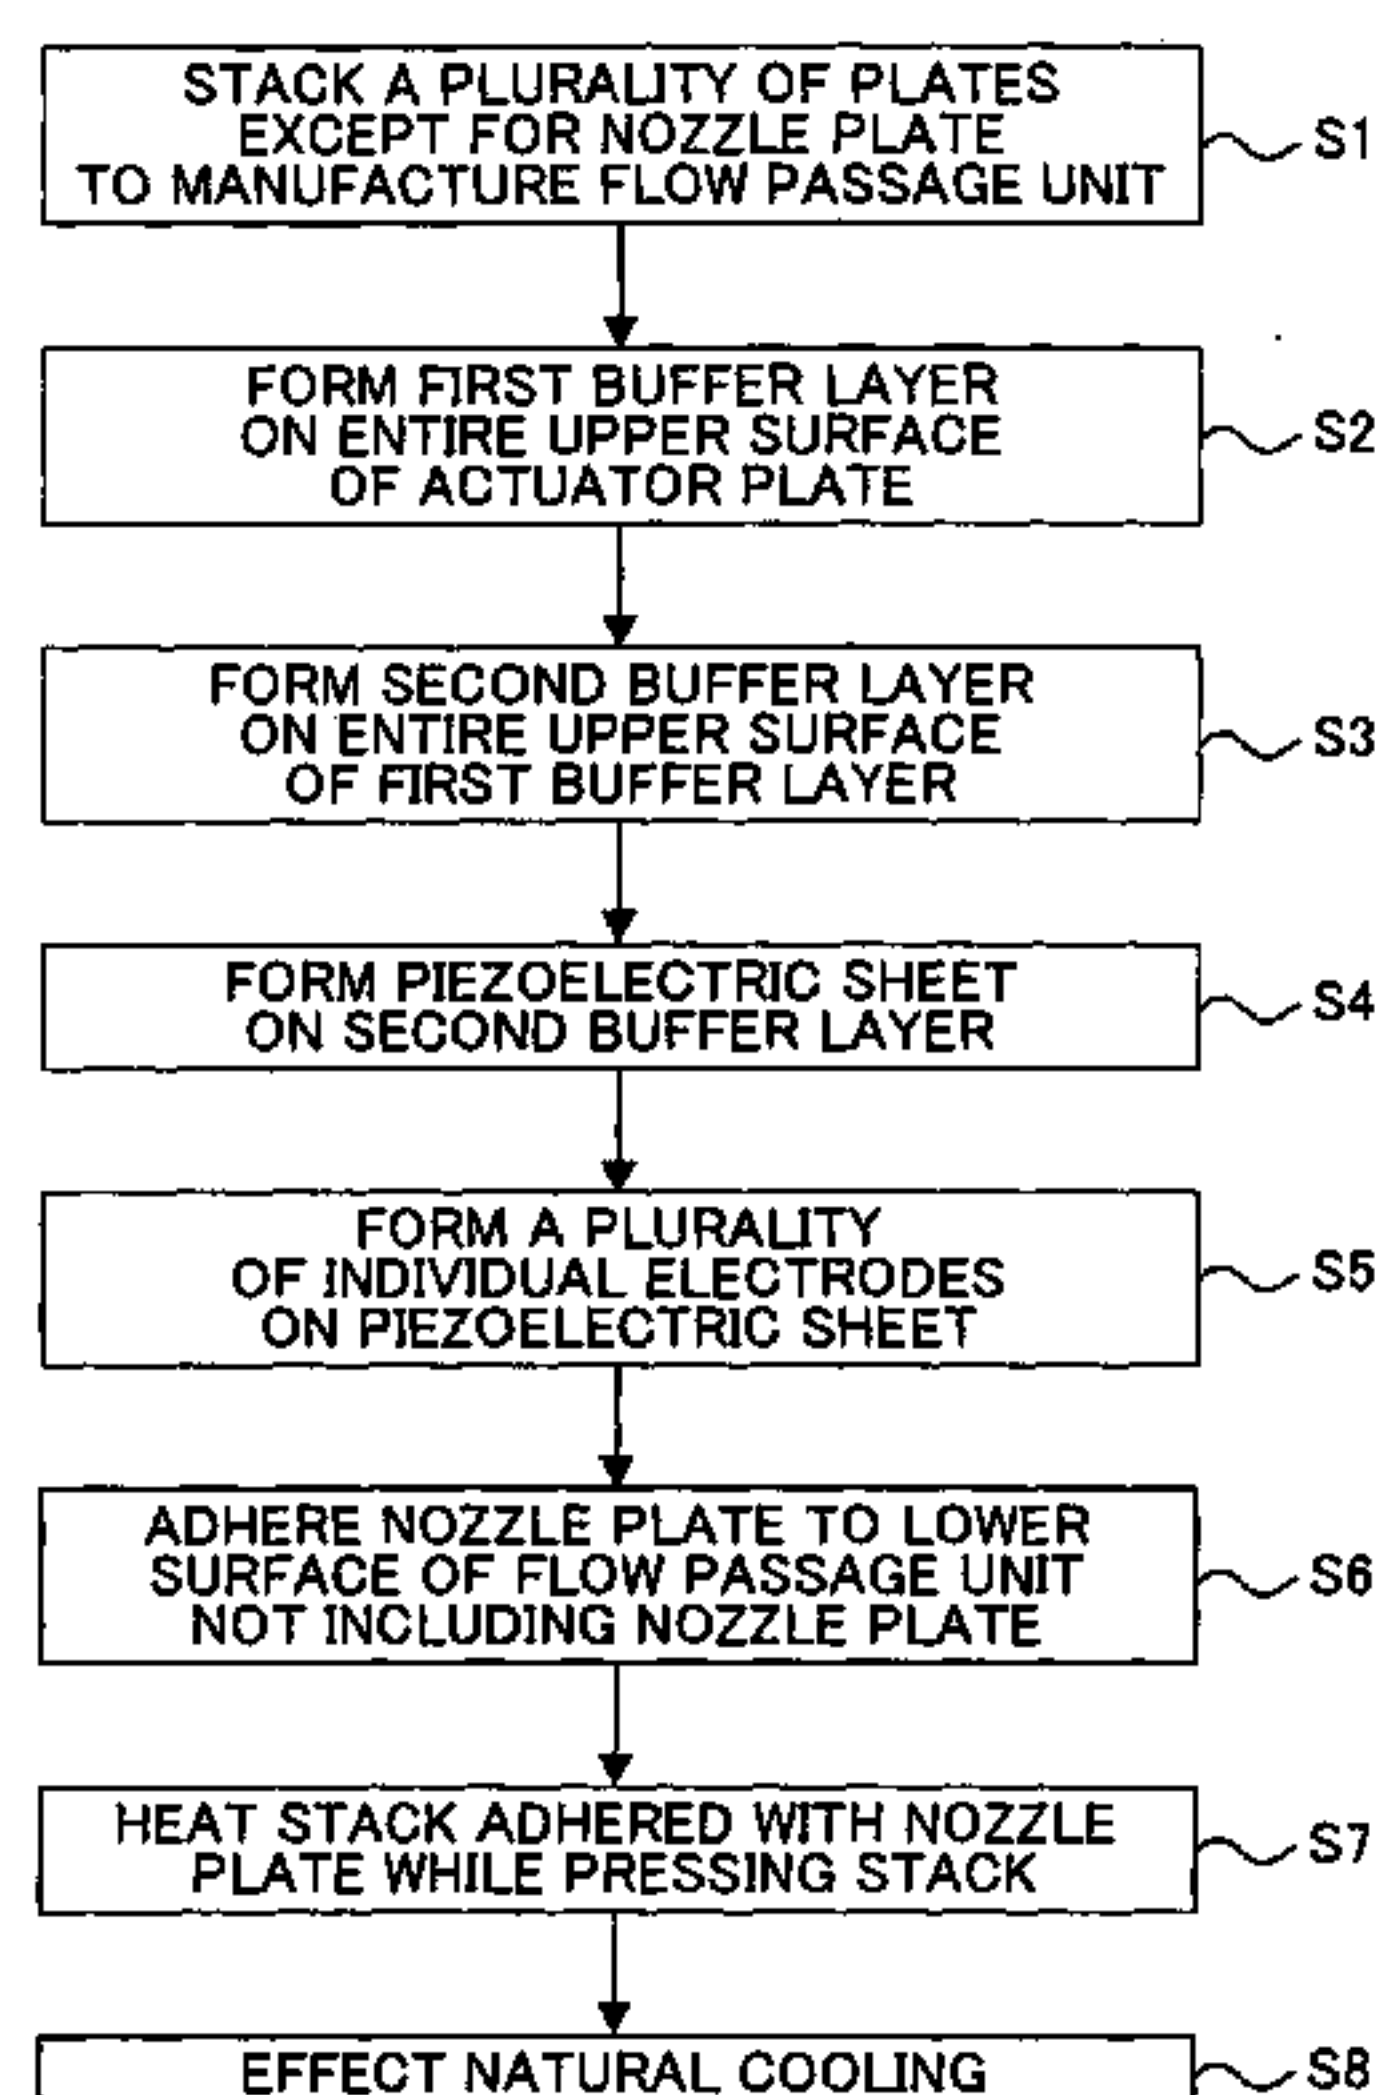 STACK A PLURALITY OF PLATES
EXCEPT FOR NOZZLE PLATE
TO MANUFACTURE FLOW PASSAGE UNIT
S1
FORM FIRST BUFFER LAYER
ON ENTIRE UPPER SURFACE
OF ACTUATOR PLATE
S2
FORM SECOND BUFFER LAYER
ON ENTIRE UPPER SURFACE
OF FIRST BUFFER LAYER
S3
FORM PIEZOELECTRIC SHEET
ON SECOND BUFFER LAYER
S4
FORM A PLURALITY
OF INDIVIDUAL ELECTRODES
ON PIEZOELECTRIC SHEET
S5
ADHERE NOZZLE PLATE TO LOWER
SURFACE OF FLOW PASSAGE UNIT
NOT INCLUDING NOZZLE PLATE
S6
HEAT STACK ADHERED WITH NOZZLE
PLATE WHILE PRESSING STACK
S7
EFFECT NATURAL COOLING
S8